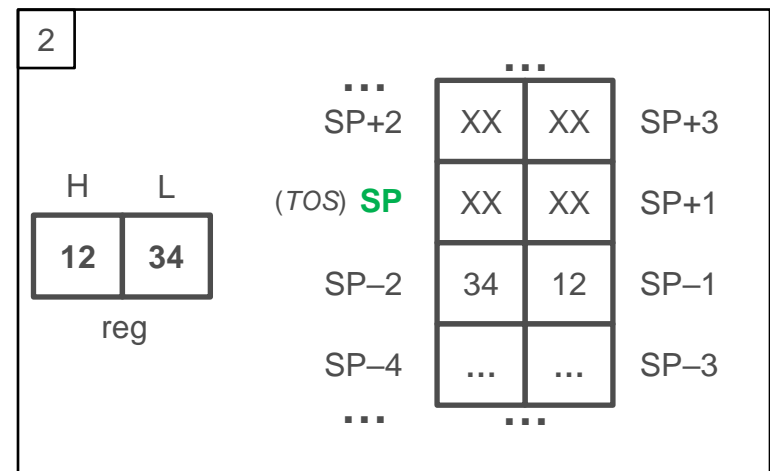 2
... ...
SP+2 XX XX SP+3
H L (TOS) SP XX XX SP+1
12 34
SP–2 34 12 SP–1
reg
SP–4 ... ... SP–3
... ...